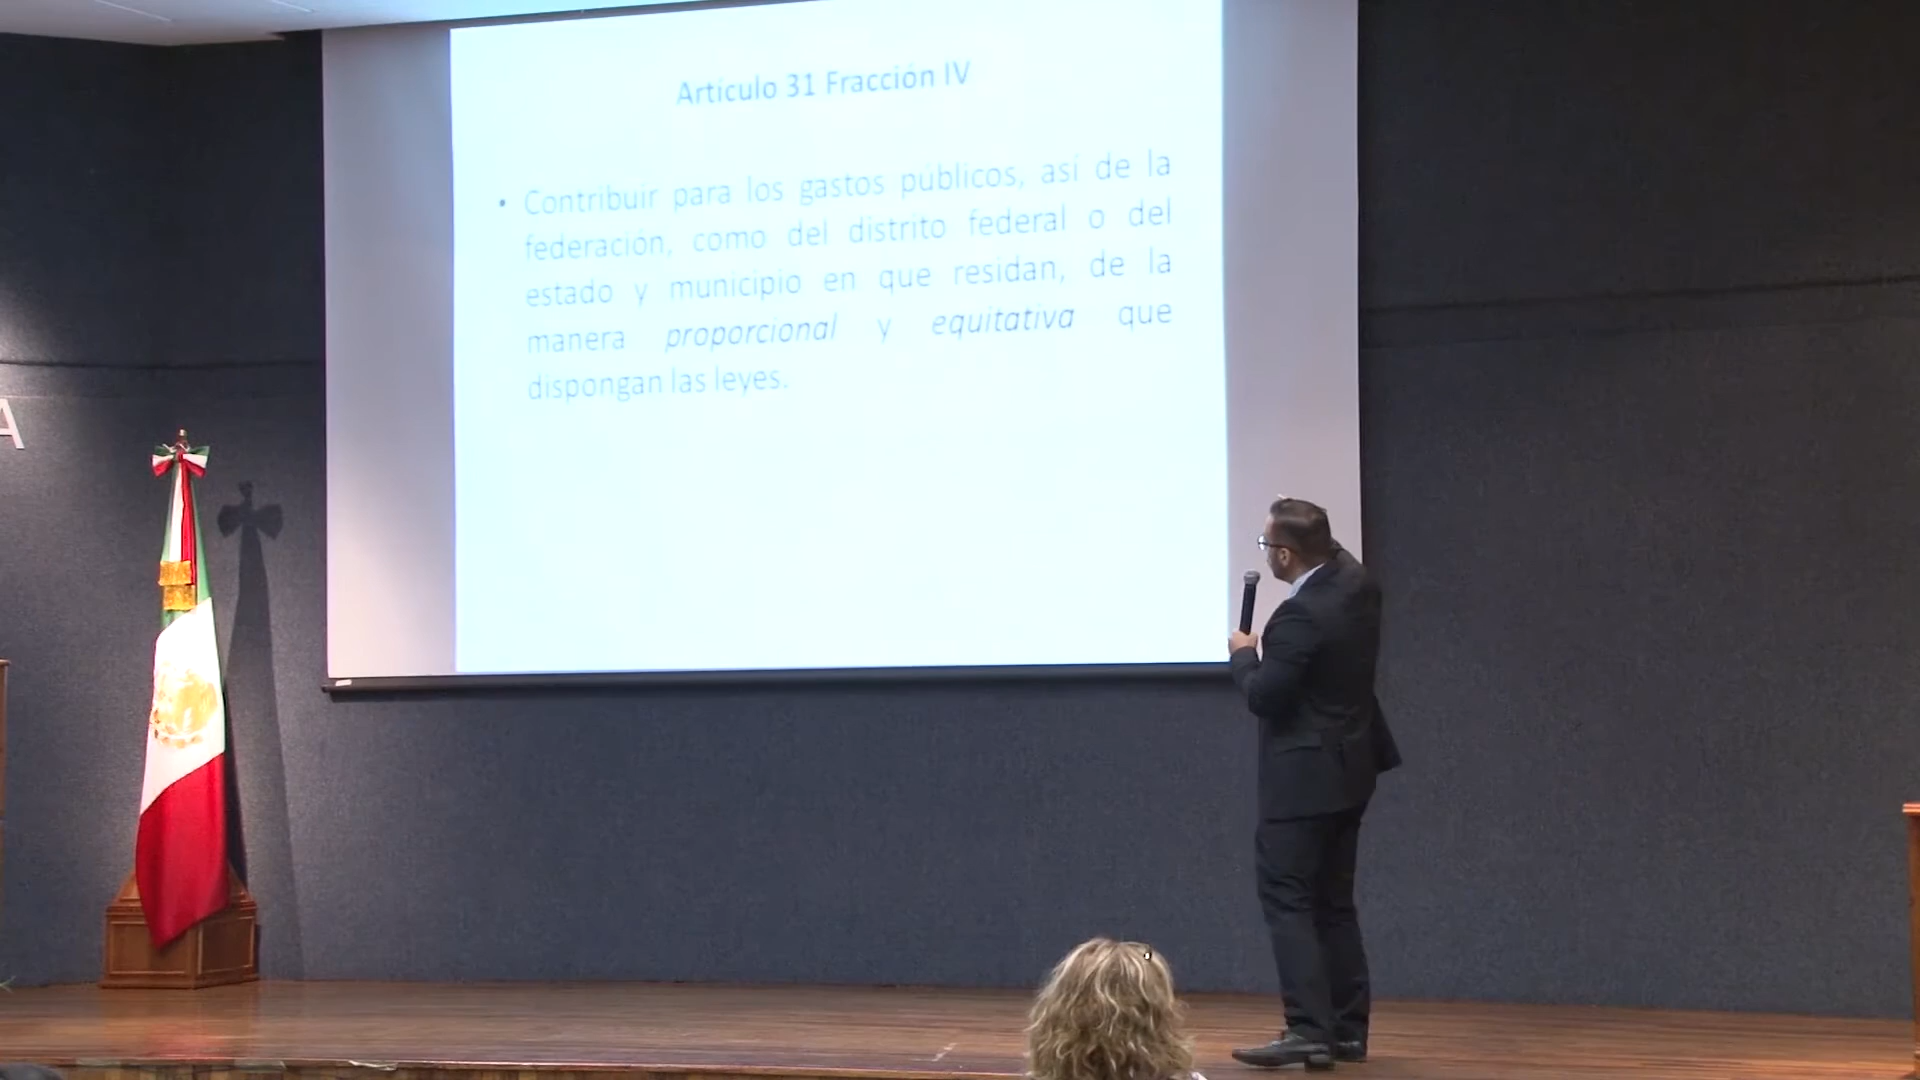 Articulo 31 Fracción IV
• Contribuir para los gastos públicos, así de la
federación, como del distrito federal o del
estado y municipio en que residan, de la
manera proporcional y equitativa que
dispongan las leyes.
A